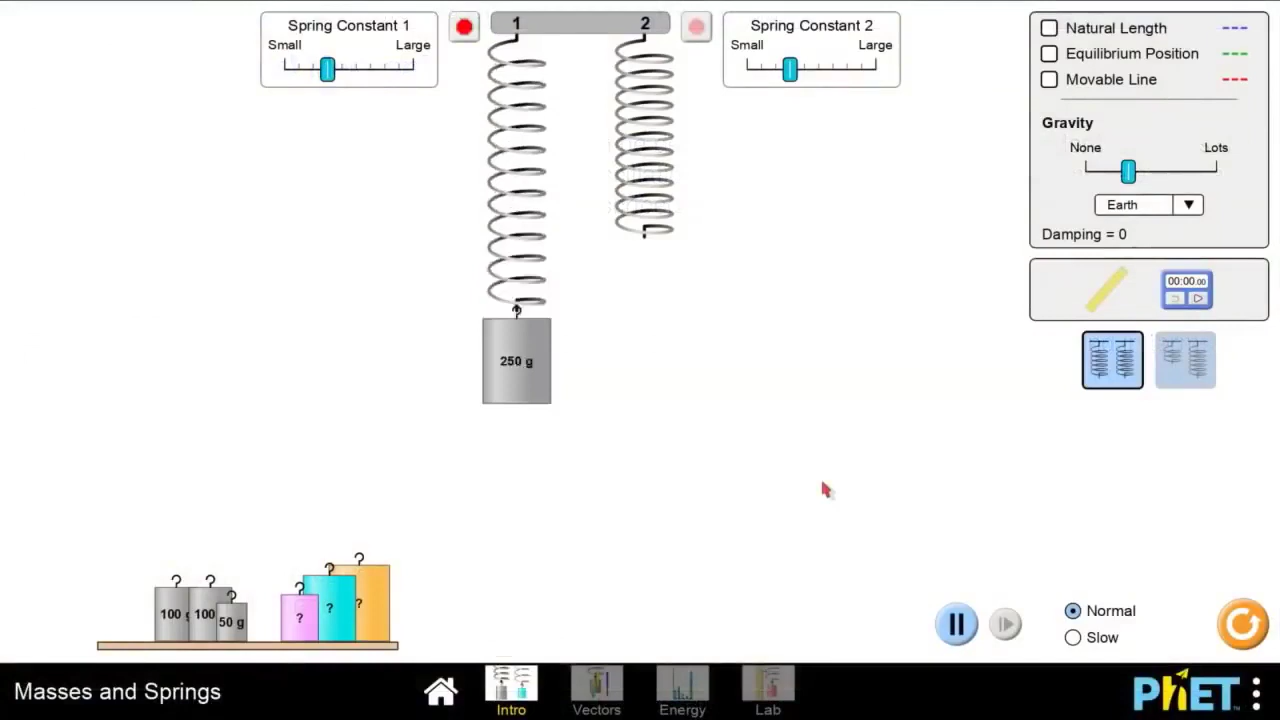 Spring Constant 1
Small Large
1 2
Spring Constant 2
Small Large
250 g
100 g 100 50 g
? ? ?
Natural Length
Equilibrium Position
Movable Line
Gravity
None Lots
Earth
Damping = 0
00:00.00
Normal
Slow
Masses and Springs
Intro Vectors Energy Lab
PhET